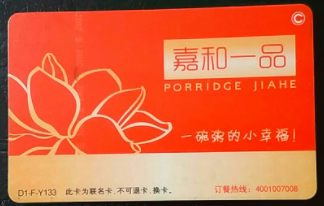 C
嘉和一品
PORRIDGE JIAHE
一碗粥的小幸福!
D1-F-Y133 此卡为联名卡,不可退卡、换卡。 订餐热线: 4001007008